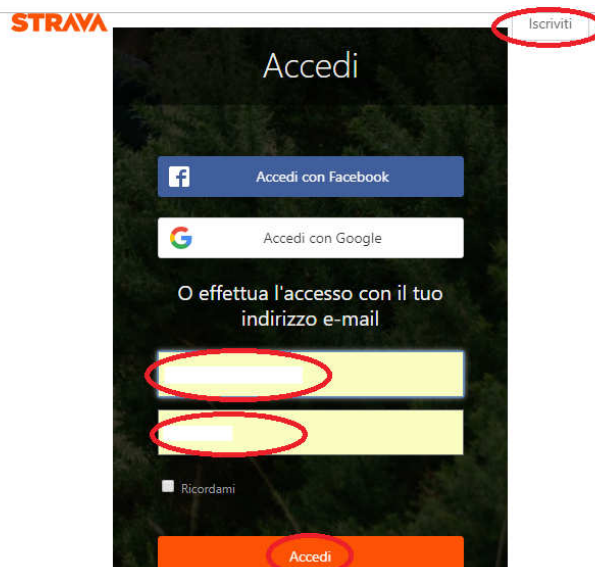 STRAVA
Iscriviti
Accedi
Accedi con Facebook
Accedi con Google
O effettua l'accesso con il tuo
indirizzo e-mail
Ricordami
Accedi